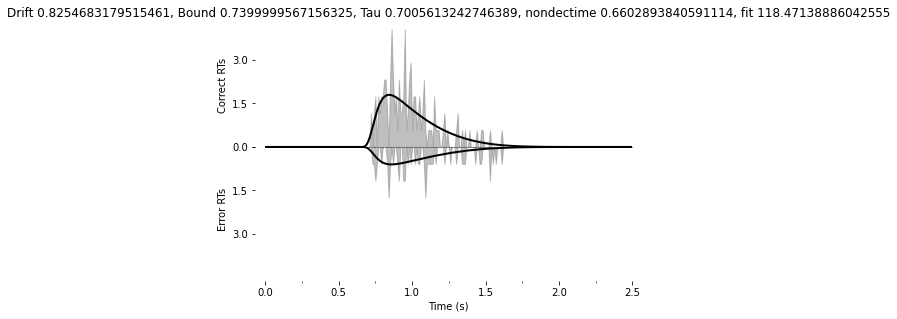 Drift 0.8254683179515461, Bound 0.7399999567156325, Tau 0.7005613242746389, nondectime 0.6602893840591114, fit 118.47138886042555
Correct RTs
3.0
1.5
0.0
1.5
3.0
Error RTs
0.0 0.5 1.0 1.5 2.0 2.5
Time (s)